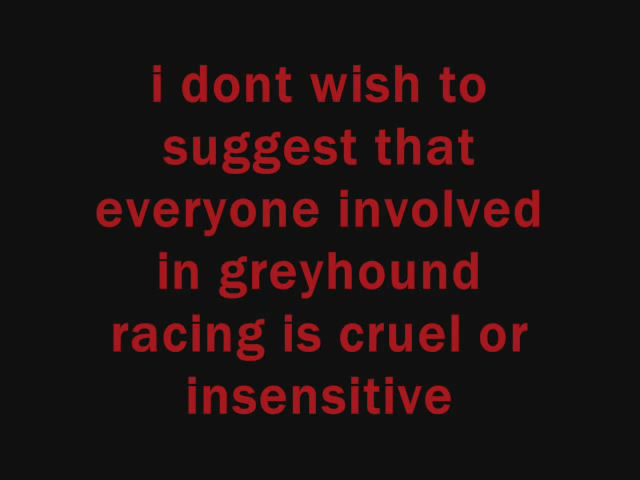 i dont wish to
suggest that
everyone involved
in greyhound
racing is cruel or
insensitive